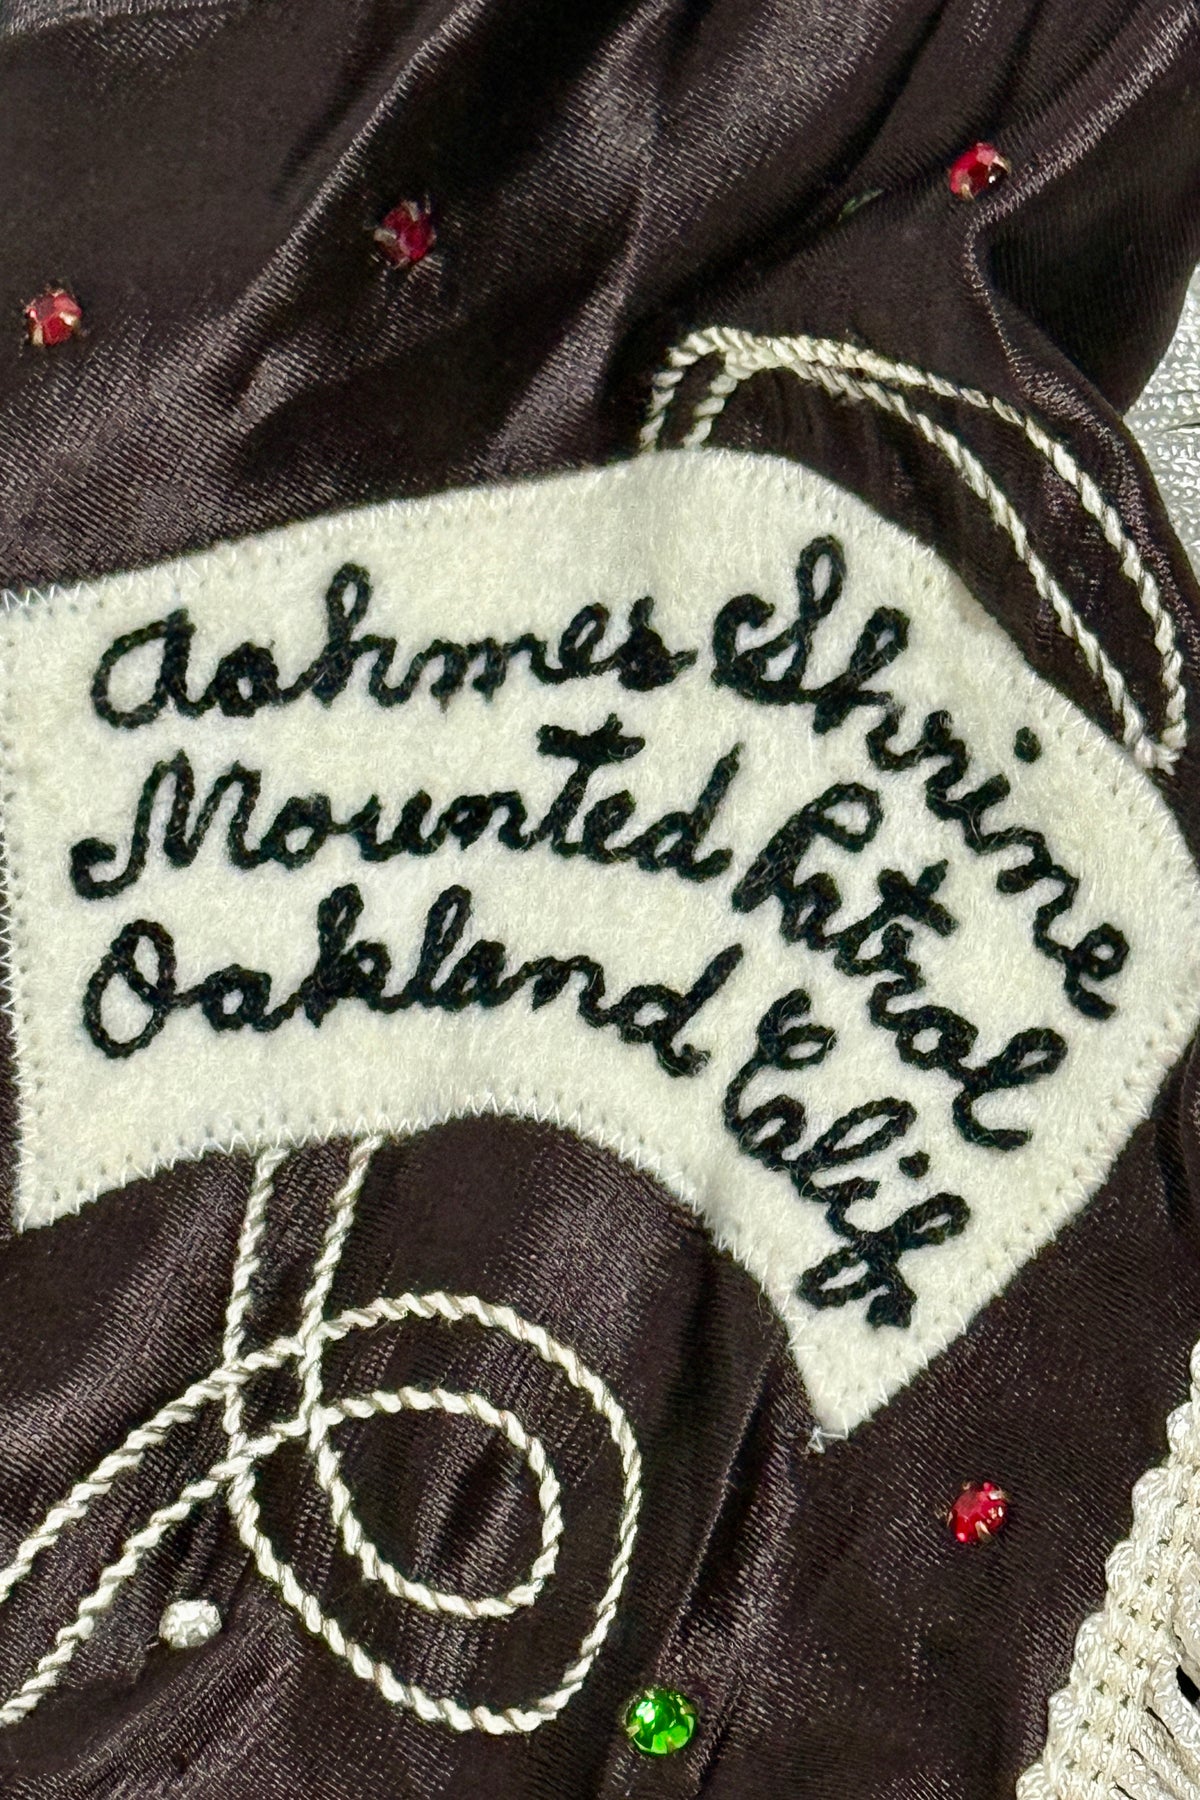 Aahmes Shrine
Mounted Patrol
Oakland Calif